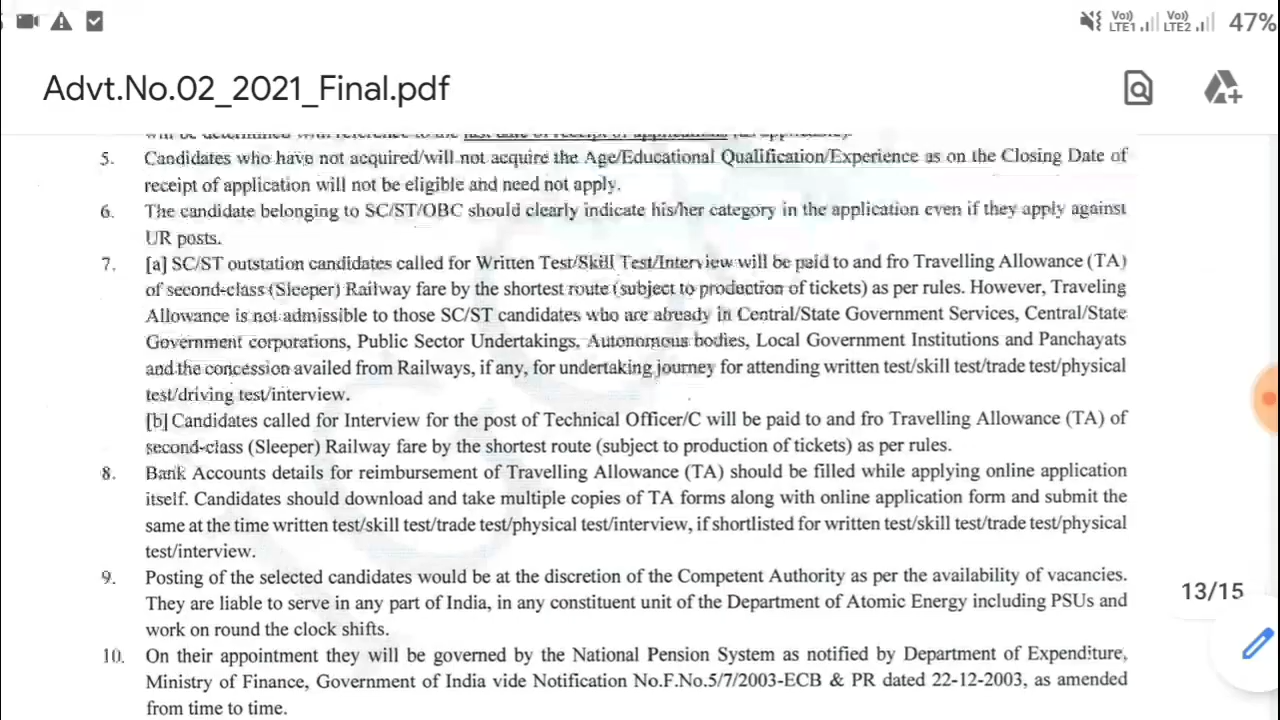 Vo)) LTE1 Vo)) LTE2 47%
Advt.No.02_2021_Final.pdf
will be determined with reference to the last date of receipt of applications
5. Candidates who have not acquired/will not acquire the Age/Educational Qualification/Experience as on the Closing Date of
receipt of application will not be eligible and need not apply.
6. The candidate belonging to SC/ST/OBC should clearly indicate his/her category in the application even if they apply against
UR posts.
7. [a] SC/ST outstation candidates called for Written Test/Skill Test/Interview will be paid to and fro Travelling Allowance (TA)
of second-class (Sleeper) Railway fare by the shortest route (subject to production of tickets) as per rules. However, Traveling
Allowance is not admissible to those SC/ST candidates who are already in Central/State Government Services, Central/State
Government corporations, Public Sector Undertakings, Autonomous bodies, Local Government Institutions and Panchayats
and the concession availed from Railways, if any, for undertaking journey for attending written test/skill test/trade test/physical
test/driving test/interview.
[b] Candidates called for Interview for the post of Technical Officer/C will be paid to and fro Travelling Allowance (TA) of
second-class (Sleeper) Railway fare by the shortest route (subject to production of tickets) as per rules.
8. Bank Accounts details for reimbursement of Travelling Allowance (TA) should be filled while applying online application
itself. Candidates should download and take multiple copies of TA forms along with online application form and submit the
same at the time written test/skill test/trade test/physical test/interview, if shortlisted for written test/skill test/trade test/physical
test/interview.
9. Posting of the selected candidates would be at the discretion of the Competent Authority as per the availability of vacancies.
They are liable to serve in any part of India, in any constituent unit of the Department of Atomic Energy including PSUs and
work on round the clock shifts.
13/15
10. On their appointment they will be governed by the National Pension System as notified by Department of Expenditure,
Ministry of Finance, Government of India vide Notification No.F.No.5/7/2003-ECB & PR dated 22-12-2003, as amended
from time to time.